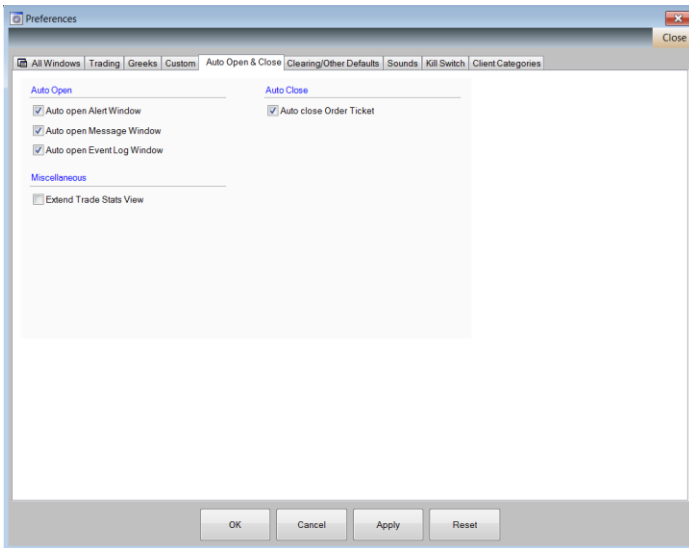 Preferences
Close
All Windows Trading Greeks Custom Auto Open & Close Clearing/Other Defaults Sounds Kill Switch Client Categories
Auto Open Auto Close
Auto open Alert Window Auto close Order Ticket
Auto open Message Window
Auto open Event Log Window
Miscellaneous
Extend Trade Stats View
OK Cancel Apply Reset